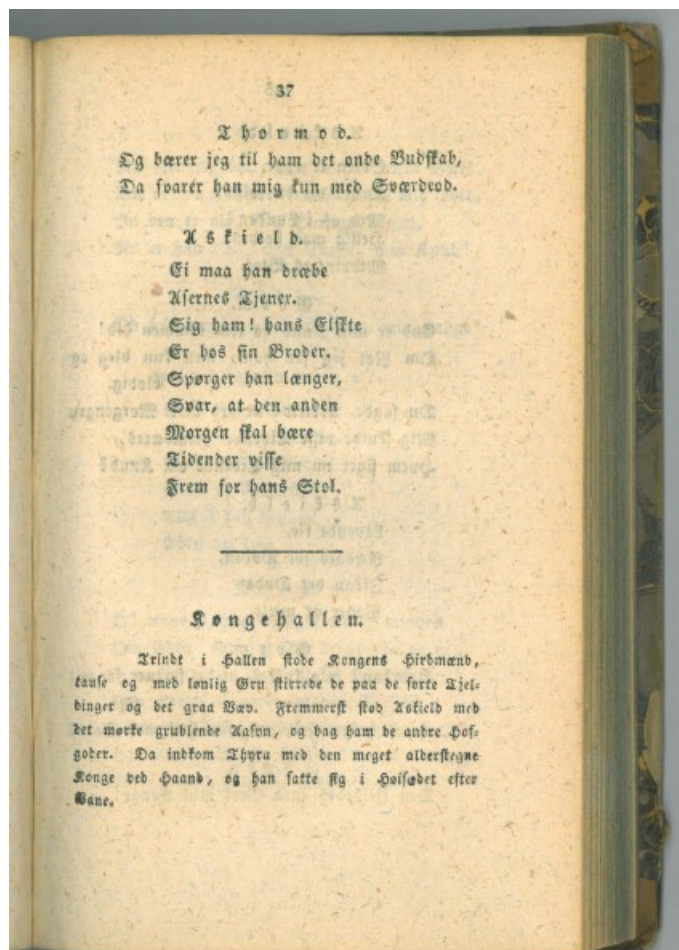 37
Thormod.
Og bærer jeg til ham det onde Budskab,
Da svarer han mig kun med Sværdeod.
Askield.
Ei maa han dræbe
Asernes Tjener.
Siig ham! hans Elskte
Er hos sin Broder.
Spørger han længer,
Svar, at den anden
Morgen skal bære
Tidender visse
Frem for hans Stol.
Kongehallen.
Trindt i Hallen stode Kongens Hirdmænd,
tause og med lønlig Gru stirrede de paa de sorte Tjel-
dinger og det graa Væv. Fremmerst stod Askield med
det mørke grublende Aasyn, og bag ham de andre Hof-
goder. Da indkom Thyra med den meget alderstegne
Konge ved Haand, og han satte sig i Høisædet efter
Vane.